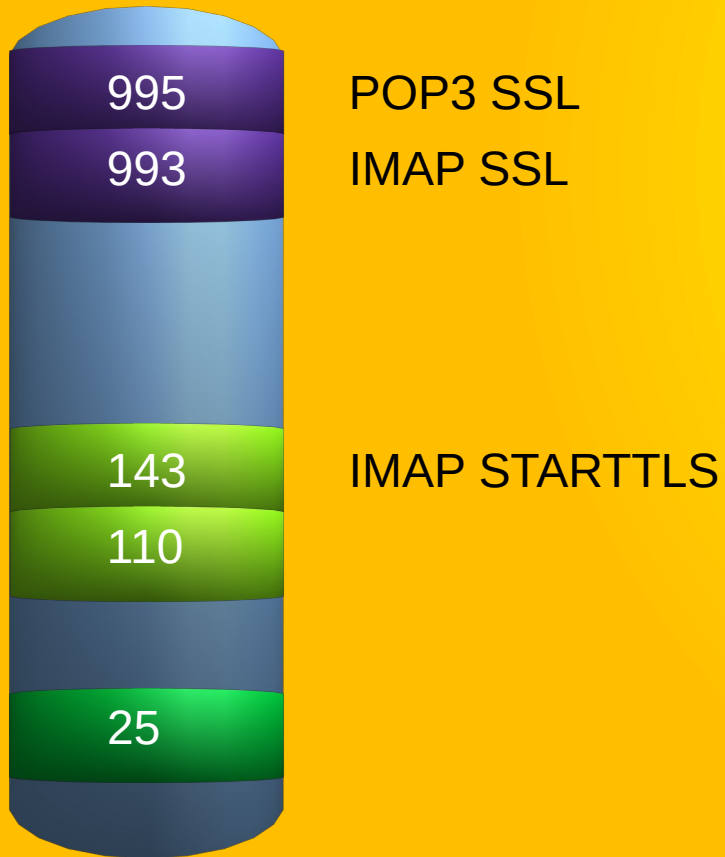 995 POP3 SSL
993 IMAP SSL
143 IMAP STARTTLS
110
25